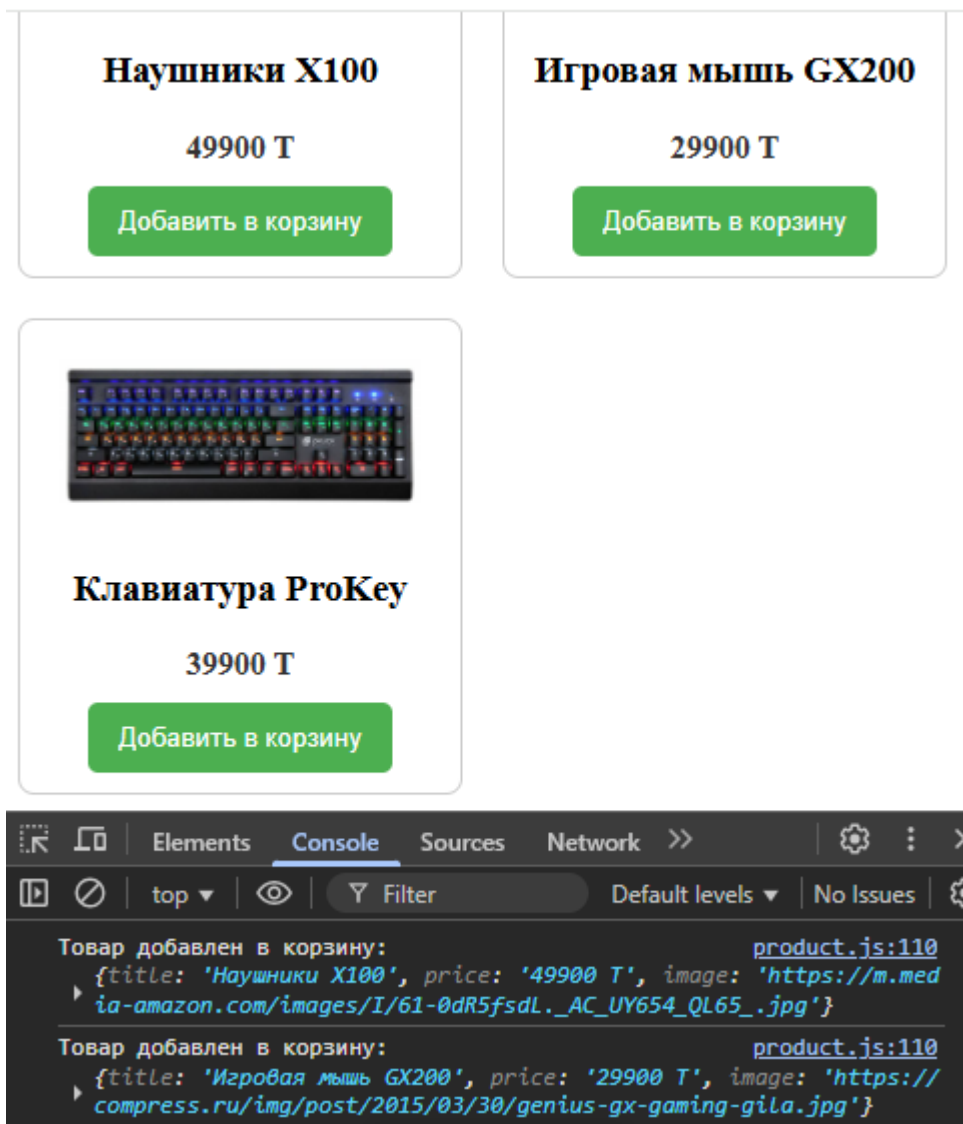 Наушники X100
Игровая мышь GX200
49900 T
29900 T
Добавить в корзину
Добавить в корзину
Клавиатура ProKey
39900 T
Добавить в корзину
Elements Console Sources Network
top Filter Default levels No Issues
Товар добавлен в корзину: product.js:110
{title: 'Наушники X100', price: '49900 T', image: 'https://m.med
ia-amazon.com/images/I/61-0dR5fsdL._AC_UY654_QL65_.jpg'}
Товар добавлен в корзину: product.js:110
{title: 'Игровая мышь GX200', price: '29900 T', image: 'https://
compress.ru/img/post/2015/03/30/genius-gx-gaming-gila.jpg'}